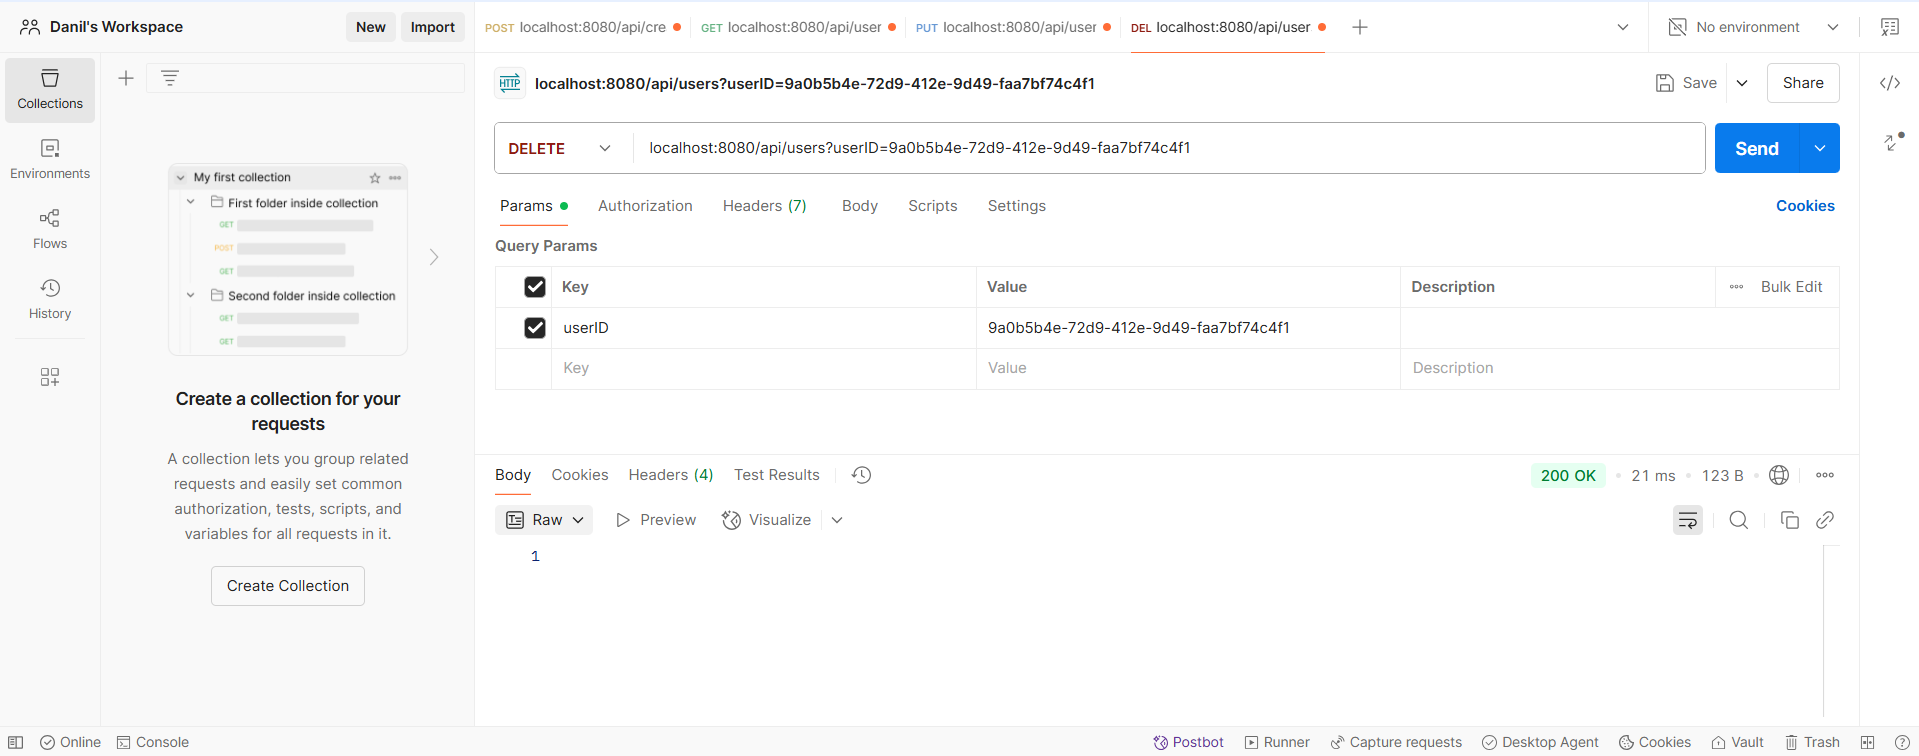 Danil's Workspace
New
Import
POST localhost:8080/api/cre
GET localhost:8080/api/user
PUT localhost:8080/api/user
DEL localhost:8080/api/user
No environment
Collections
Environments
Flows
History
My first collection
First folder inside collection
GET
POST
GET
Second folder inside collection
GET
GET
Create a collection for your
requests
A collection lets you group related
requests and easily set common
authorization, tests, scripts, and
variables for all requests in it.
Create Collection
HTTP localhost:8080/api/users?userID=9a0b5b4e-72d9-412e-9d49-faa7bf74c4f1
Save
Share
DELETE localhost:8080/api/users?userID=9a0b5b4e-72d9-412e-9d49-faa7bf74c4f1
Send
Params Authorization Headers (7) Body Scripts Settings
Cookies
Query Params
Key Value Description Bulk Edit
userID 9a0b5b4e-72d9-412e-9d49-faa7bf74c4f1
Key Value Description
Body Cookies Headers (4) Test Results
200 OK • 21 ms • 123 B
Raw Preview Visualize
1
Online Console
Postbot Runner Capture requests Desktop Agent Cookies Vault Trash